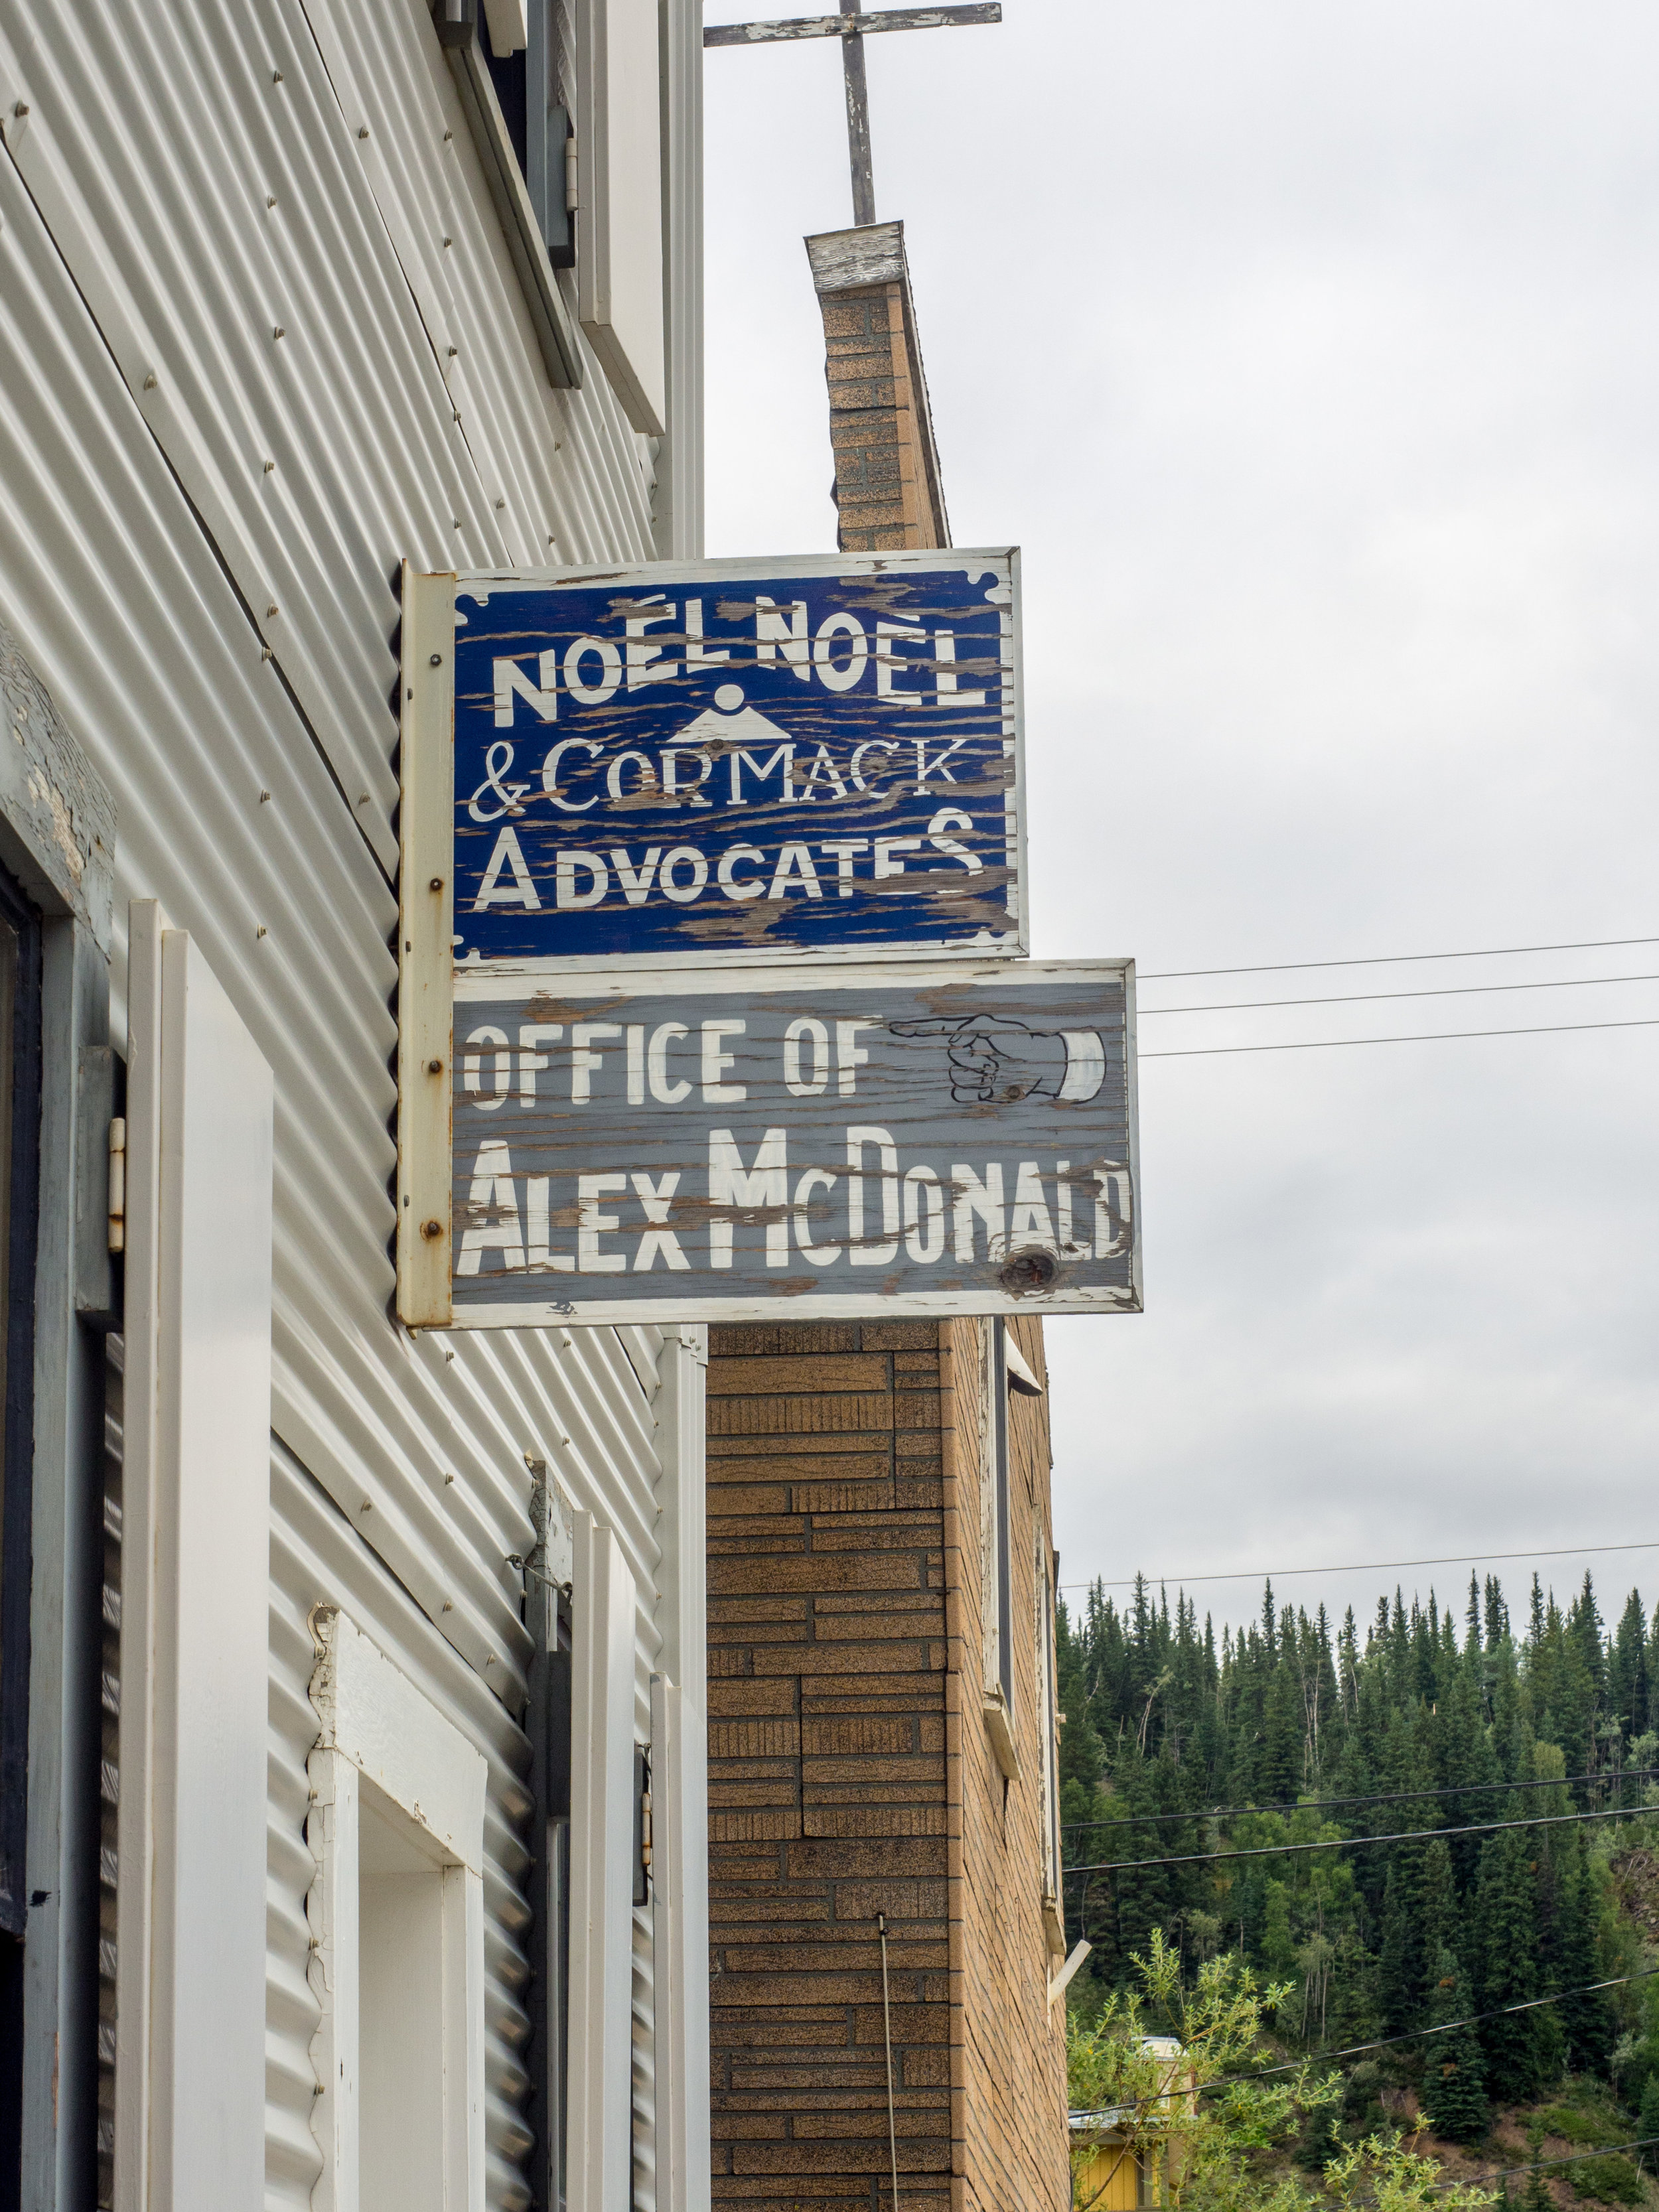 NOËL NOËL
& CORMACK
ADVOCATES
OFFICE OF
ALEX MCDONALD